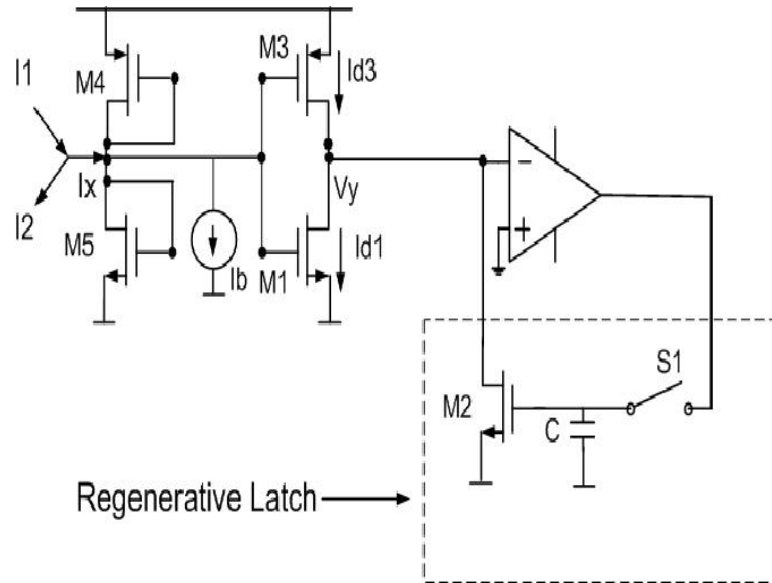 M3
M4
Id3
I1
Ix
Vy
I2
M5
Ib
M1
Id1
−
+
S1
M2
C
Regenerative Latch